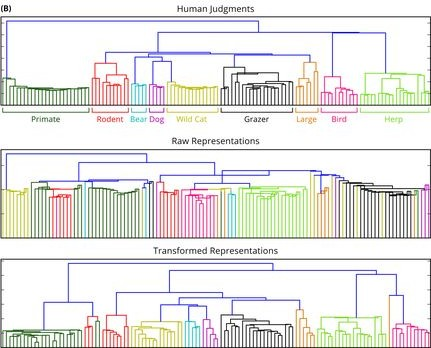 (B)
Human Judgments
Primate Rodent Bear Dog Wild Cat Grazer Large Bird Herp
Raw Representations
Transformed Representations